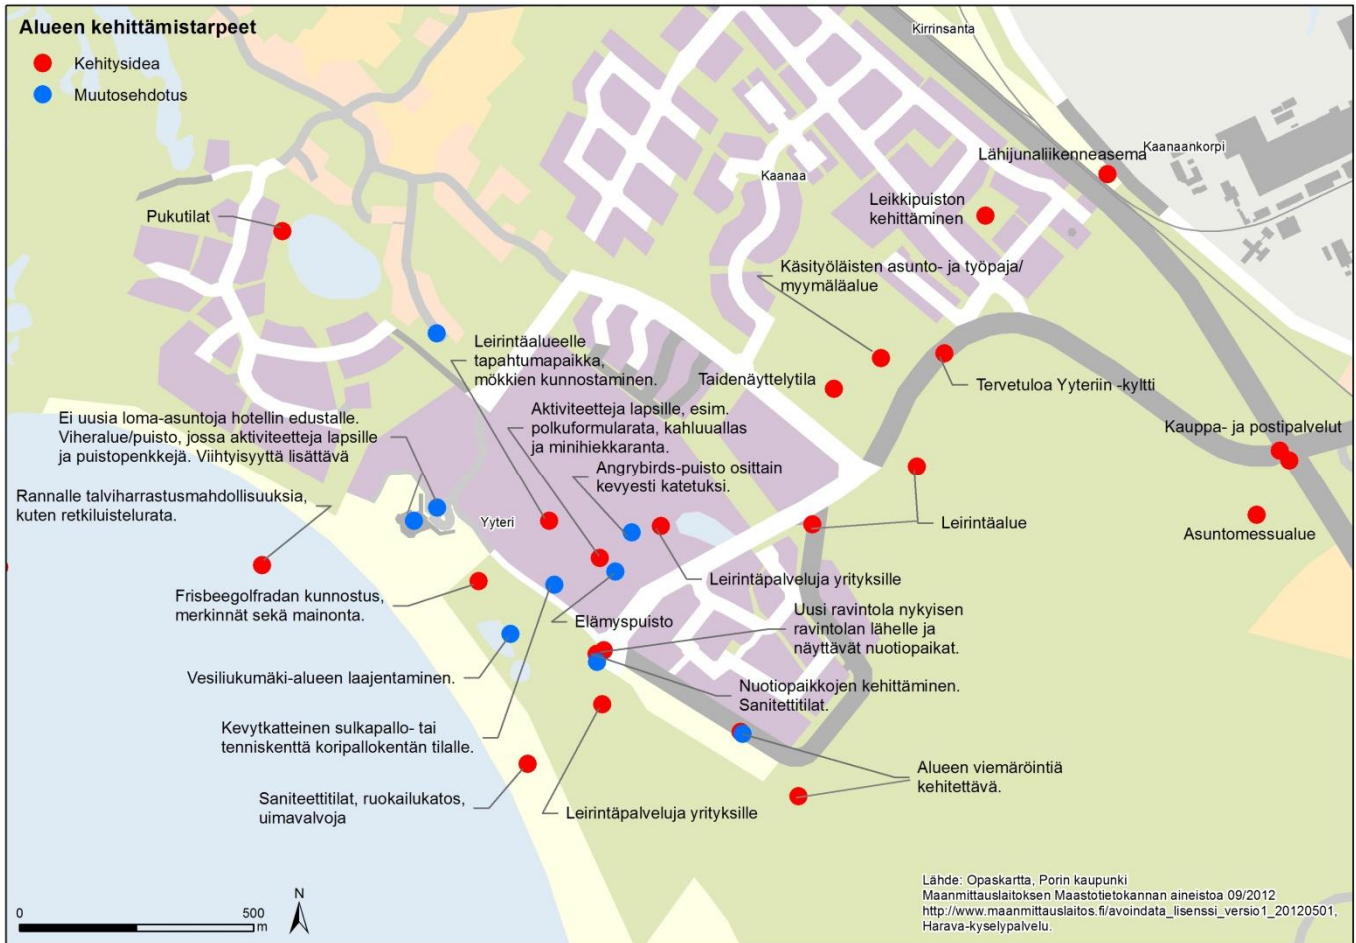 Alueen kehittämistarpeet
Kehitysidea
Muutosehdotus
Kirrinsanta
Lähijunaliikenneasema
Kaanaankorpi
Kaanaa
Leikkipuiston
kehittäminen
Pukutilat
Käsityöläisten asunto- ja työpaja/
myymäläalue
Leirintäalueelle
tapahtumapaikka,
mökkien kunnostaminen.
Taidenäyttelytila
Tervetuloa Yyteriin -kyltti
Ei uusia loma-asuntoja hotellin edustalle.
Viheralue/puisto, jossa aktiviteetteja lapsille
ja puistopenkkejä. Viihtyisyyttä lisättävä
Aktiviteetteja lapsille, esim.
polkuformularata, kahluuallas
ja minihiekkaranta.
Kauppa- ja postipalvelut
Angrybirds-puisto osittain
kevyesti katetuksi.
Rannalle talviharrastusmahdollisuuksia,
kuten retkiluistelurata.
Yyteri
Leirintäalue
Asuntomessualue
Leirintäpalveluja yrityksille
Frisbeegolfradan kunnostus,
merkinnät sekä mainonta.
Elämyspuisto
Uusi ravintola nykyisen
ravintolan lähelle ja
näyttävät nuotiopaikat.
Vesiliukumäki-alueen laajentaminen.
Nuotiopaikkojen kehittäminen.
Sanitettitilat.
Kevytkatteinen sulkapallo- tai
tenniskenttä koripallokentän tilalle.
Alueen viemäröintiä
kehitettävä.
Saniteettitilat, ruokailukatos,
uimavalvoja
Leirintäpalveluja yrityksille
Lähde: Opaskartta, Porin kaupunki
Maanmittauslaitoksen Maastotietokannan aineistoa 09/2012
http://www.maanmittauslaitos.fi/avoindata_lisenssi_versio1_20120501,
Harava-kyselypalvelu.
N
0 500
m